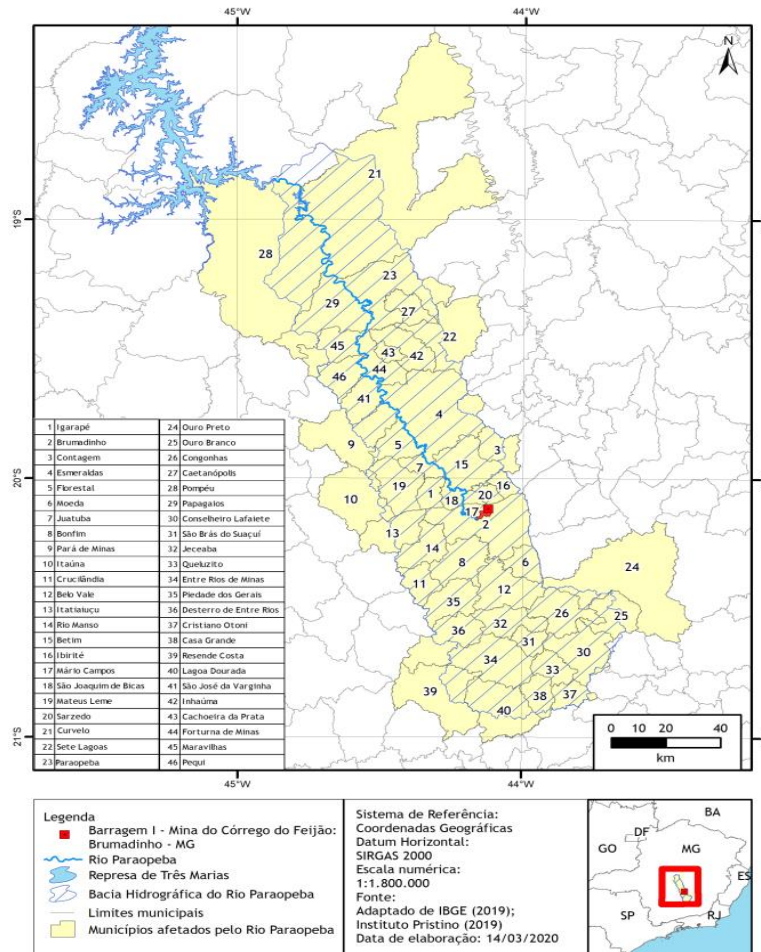 45°W 44°W
N
21
19°S
28
23
29
27
22
45
43
42
46
44
41
4
9
5
3
7
15
20°S
16
19
1
20
10
18
17
2
13
14
8
6
24
11
12
35
26
25
36
32
31
30
34
33
39
38
37
40
21°S
45°W 44°W
1 Igarapé 24 Ouro Preto
2 Brumadinho 25 Ouro Branco
3 Contagem 26 Congonhas
4 Esmeraldas 27 Caetanópolis
5 Florestal 28 Pompéu
6 Moeda 29 Papagaios
7 Juatuba 30 Conselheiro Lafaiete
8 Bonfim 31 São Brás do Suaçuí
9 Pará de Minas 32 Jeceaba
10 Itaúna 33 Queluzito
11 Crucilândia 34 Entre Rios de Minas
12 Belo Vale 35 Piedade dos Gerais
13 Itatiaiuçu 36 Desterro de Entre Rios
14 Rio Manso 37 Cristiano Otoni
15 Betim 38 Casa Grande
16 Ibirité 39 Resende Costa
17 Mário Campos 40 Lagoa Dourada
18 São Joaquim de Bicas 41 São José da Varginha
19 Mateus Leme 42 Inhaúma
20 Sarzedo 43 Cachoeira da Prata
21 Curvelo 44 Forturna de Minas
22 Sete Lagoas 45 Maravilhas
23 Paraopeba 46 Pequi
0 10 20 40
km
Legenda
Barragem I - Mina do Córrego do Feijão:
Brumadinho - MG
Rio Paraopeba
Represa de Três Marias
Bacia Hidrográfica do Rio Paraopeba
Limites municipais
Municípios afetados pelo Rio Paraopeba
Sistema de Referência:
Coordenadas Geográficas
Datum Horizontal:
SIRGAS 2000
Escala numérica:
1:1.800.000
Fonte:
Adaptado de IBGE (2019);
Instituto Pristino (2019)
Data de elaboração: 14/03/2020
BA
DF
GO
MG
ES
SP
RJ